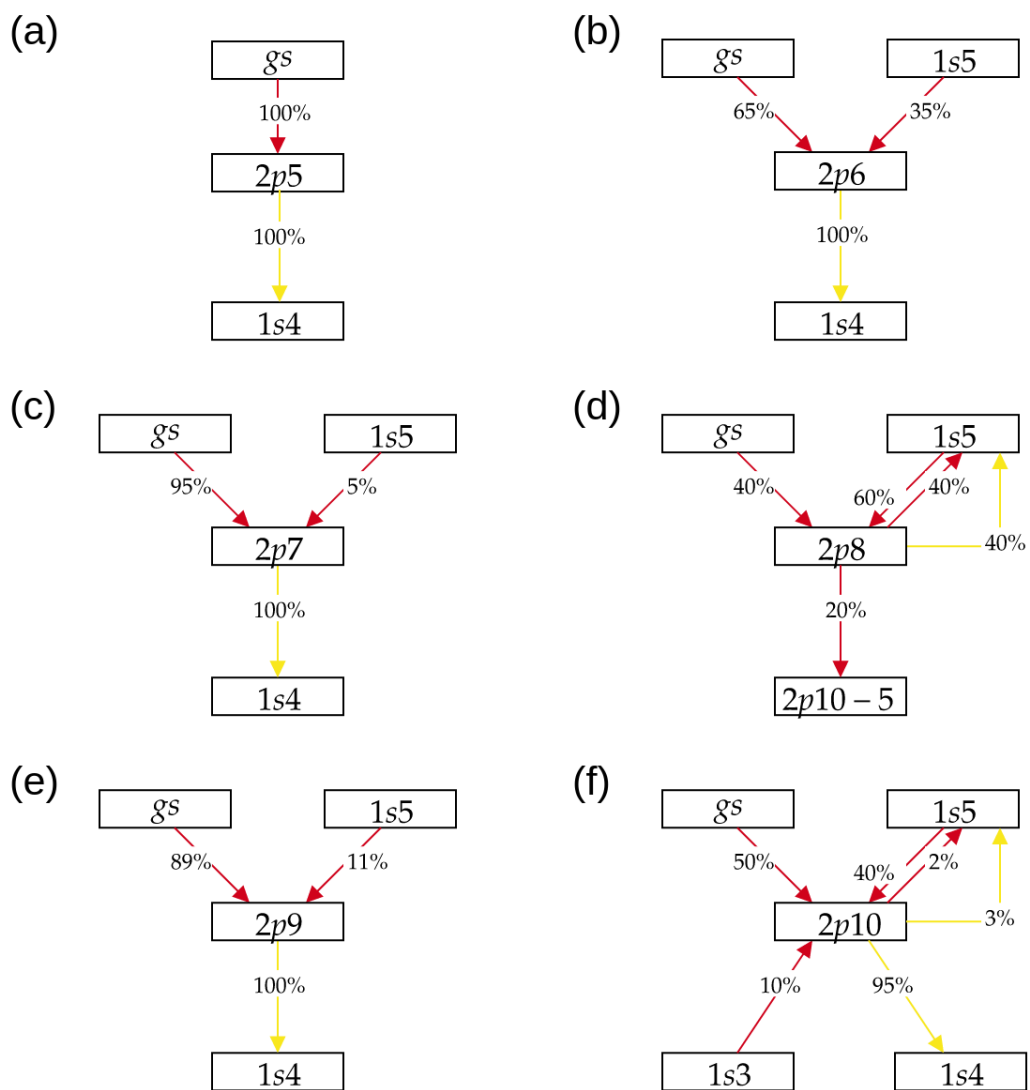 (a)
gs
100%
2p5
100%
1s4
(b)
gs
1s5
65%
35%
2p6
100%
1s4
(c)
gs
1s5
95%
5%
2p7
100%
1s4
(d)
gs
1s5
40%
60%
40%
2p8
40%
20%
2p10 – 5
(e)
gs
1s5
89%
11%
2p9
100%
1s4
(f)
gs
1s5
50%
40%
2%
2p10
3%
10%
95%
1s3
1s4